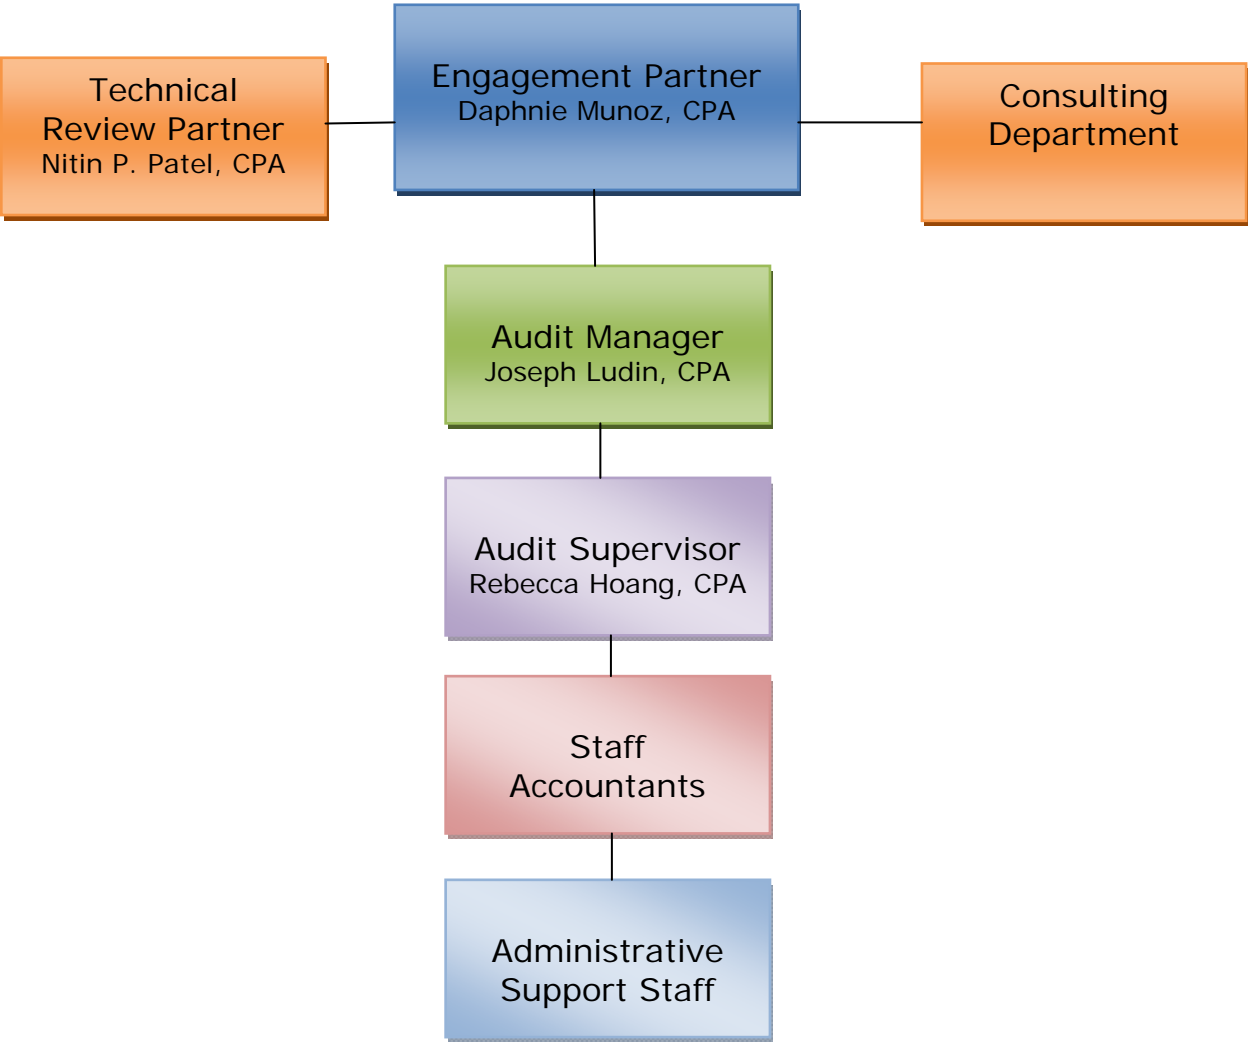 Technical
Review Partner
Nitin P. Patel, CPA
Engagement Partner
Daphnie Munoz, CPA
Consulting
Department
Audit Manager
Joseph Ludin, CPA
Audit Supervisor
Rebecca Hoang, CPA
Staff
Accountants
Administrative
Support Staff